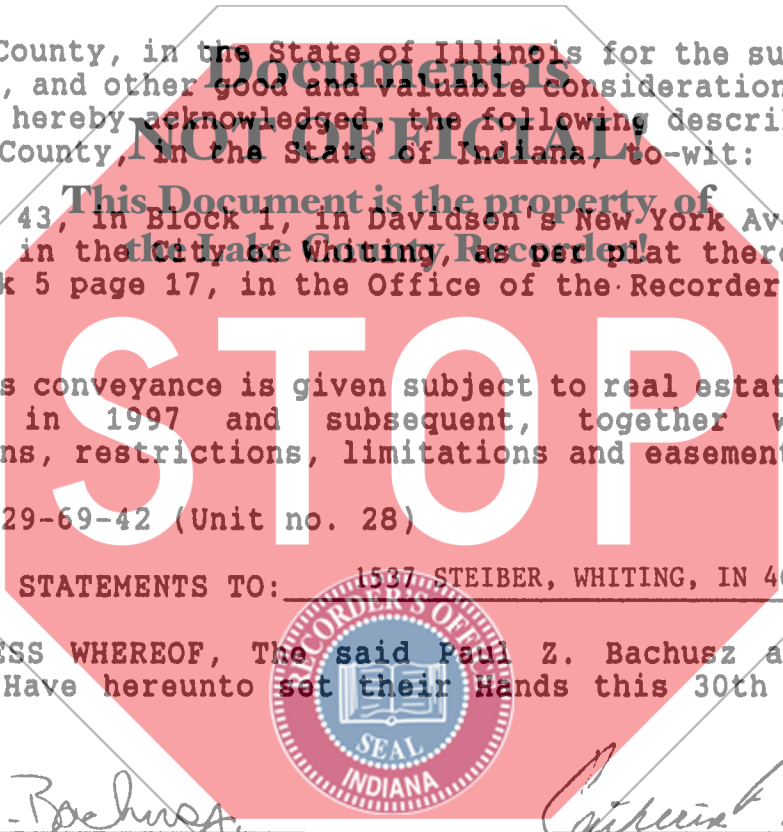 County, in the State of Illinois for the su
Document is
, and other good and valuable consideration
hereby acknowledged, the following descri
NOT OFFICIAL!
County, in the State of Indiana, to-wit:
This Document is the property of
43, in Block 1, in Davidson's New York Av
the Lake County Recorder!
in the City of Whiting, as per plat there
k 5 page 17, in the Office of the Recorder
STOP
s conveyance is given subject to real estat
in 1997 and subsequent, together w
ns, restrictions, limitations and easement
29-69-42 (Unit no. 28)
STATEMENTS TO: 1537 STEIBER, WHITING, IN 46
RECORDER'S OFFI
ESS WHEREOF, The said Paul Z. Bachusz a
Have hereunto set their Hands this 30th
SEAL
INDIANA